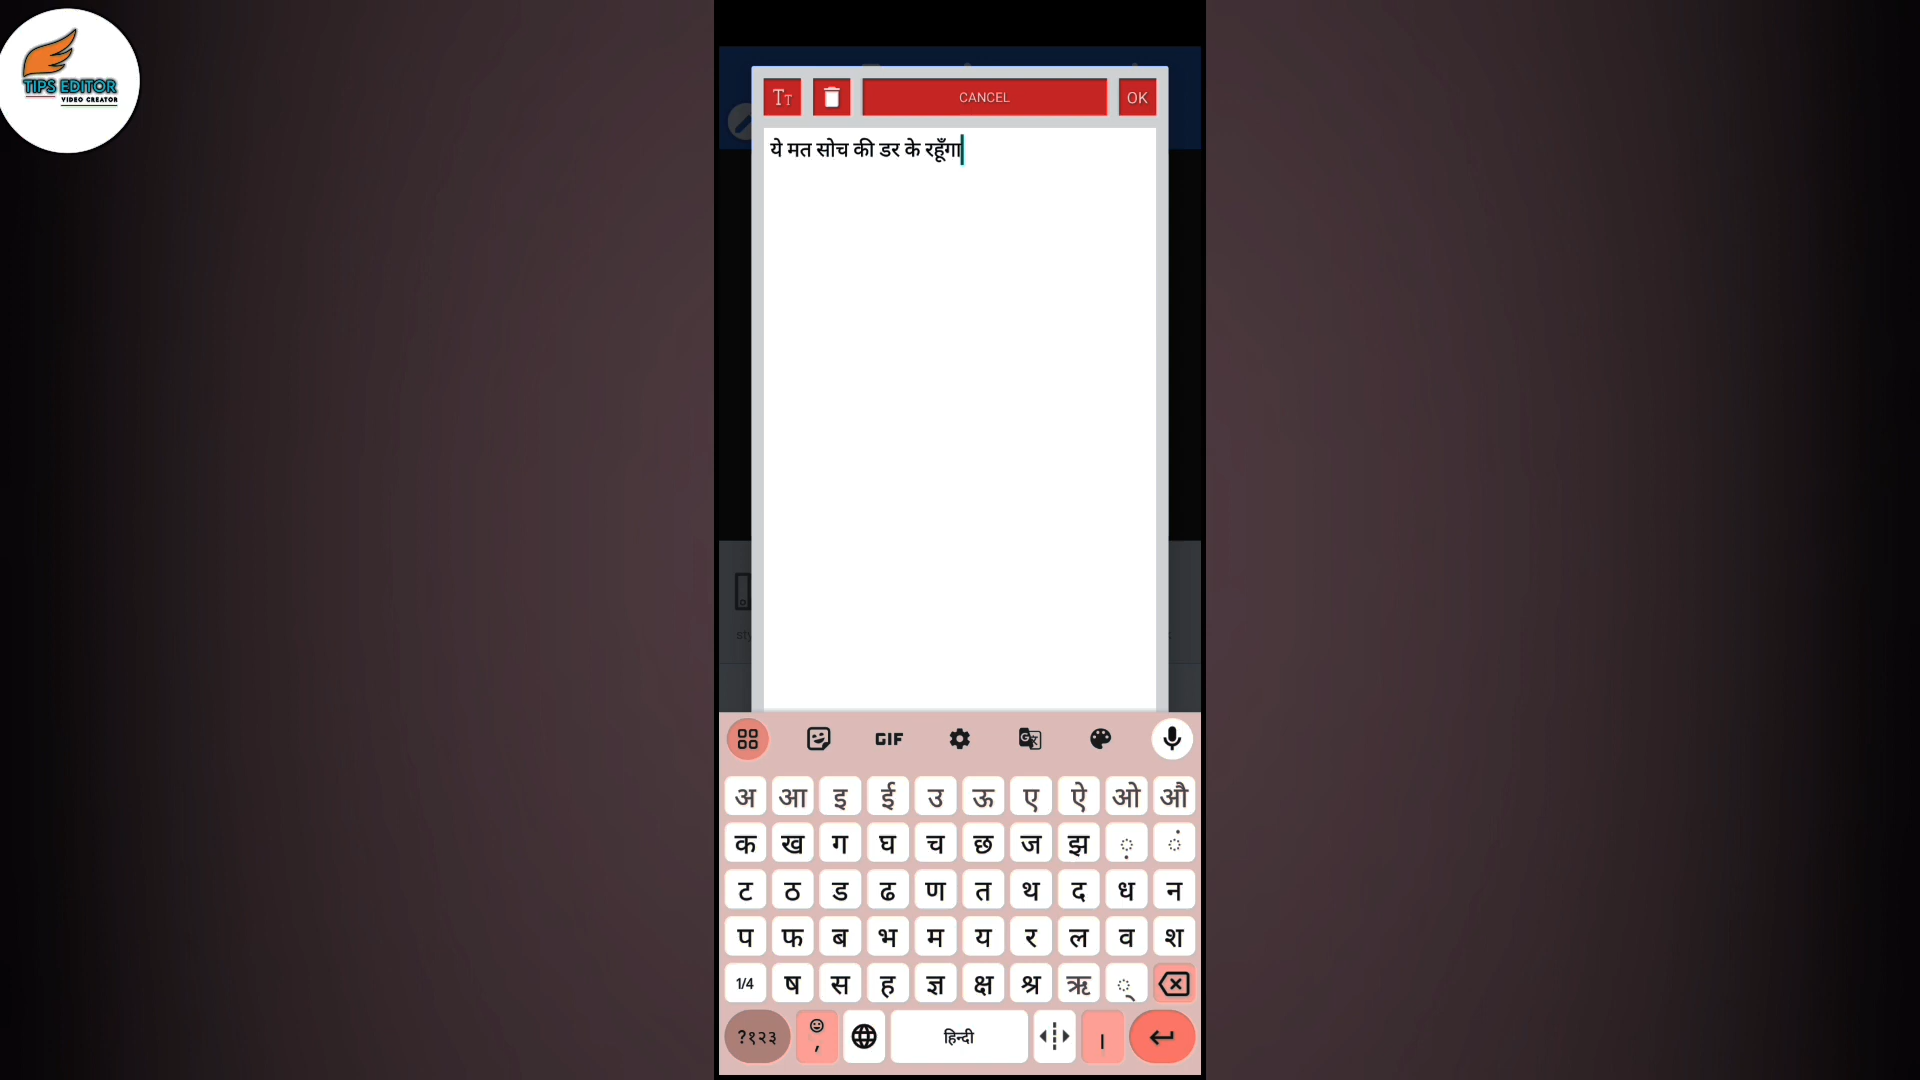 TIPS EDITOR
VIDEO CREATOR
Tт CANCEL OK
ये मत सोच की डर के रहूँगा
GIF
अ आ इ ई उ ऊ ए ऐ ओ औ
क ख ग घ च छ ज झ ़ ं
ट ठ ड ढ ण त थ द ध न
प फ ब भ म य र ल व श
1/4 ष स ह ज्ञ क्ष श्र ऋ ्
?१२३ , हिन्दी ।